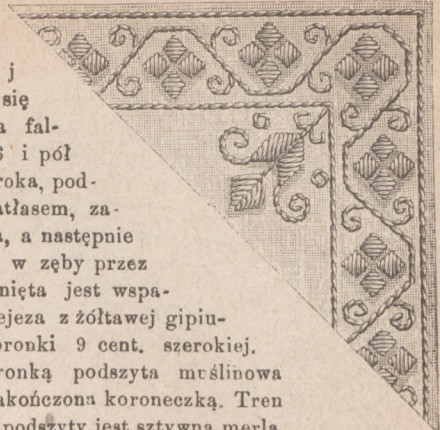 j
się
a fal-
i pół
roka, pod-
atłasem, za-
a, a następnie
w zęby przez
nięta jest wspa-
ejeza z żółtawej gipiu-
oronki 9 cent. szerokiej.
ronką podszyta muślinowa
akończona koroneczką. Tren
podszyty jest sztywną merlą